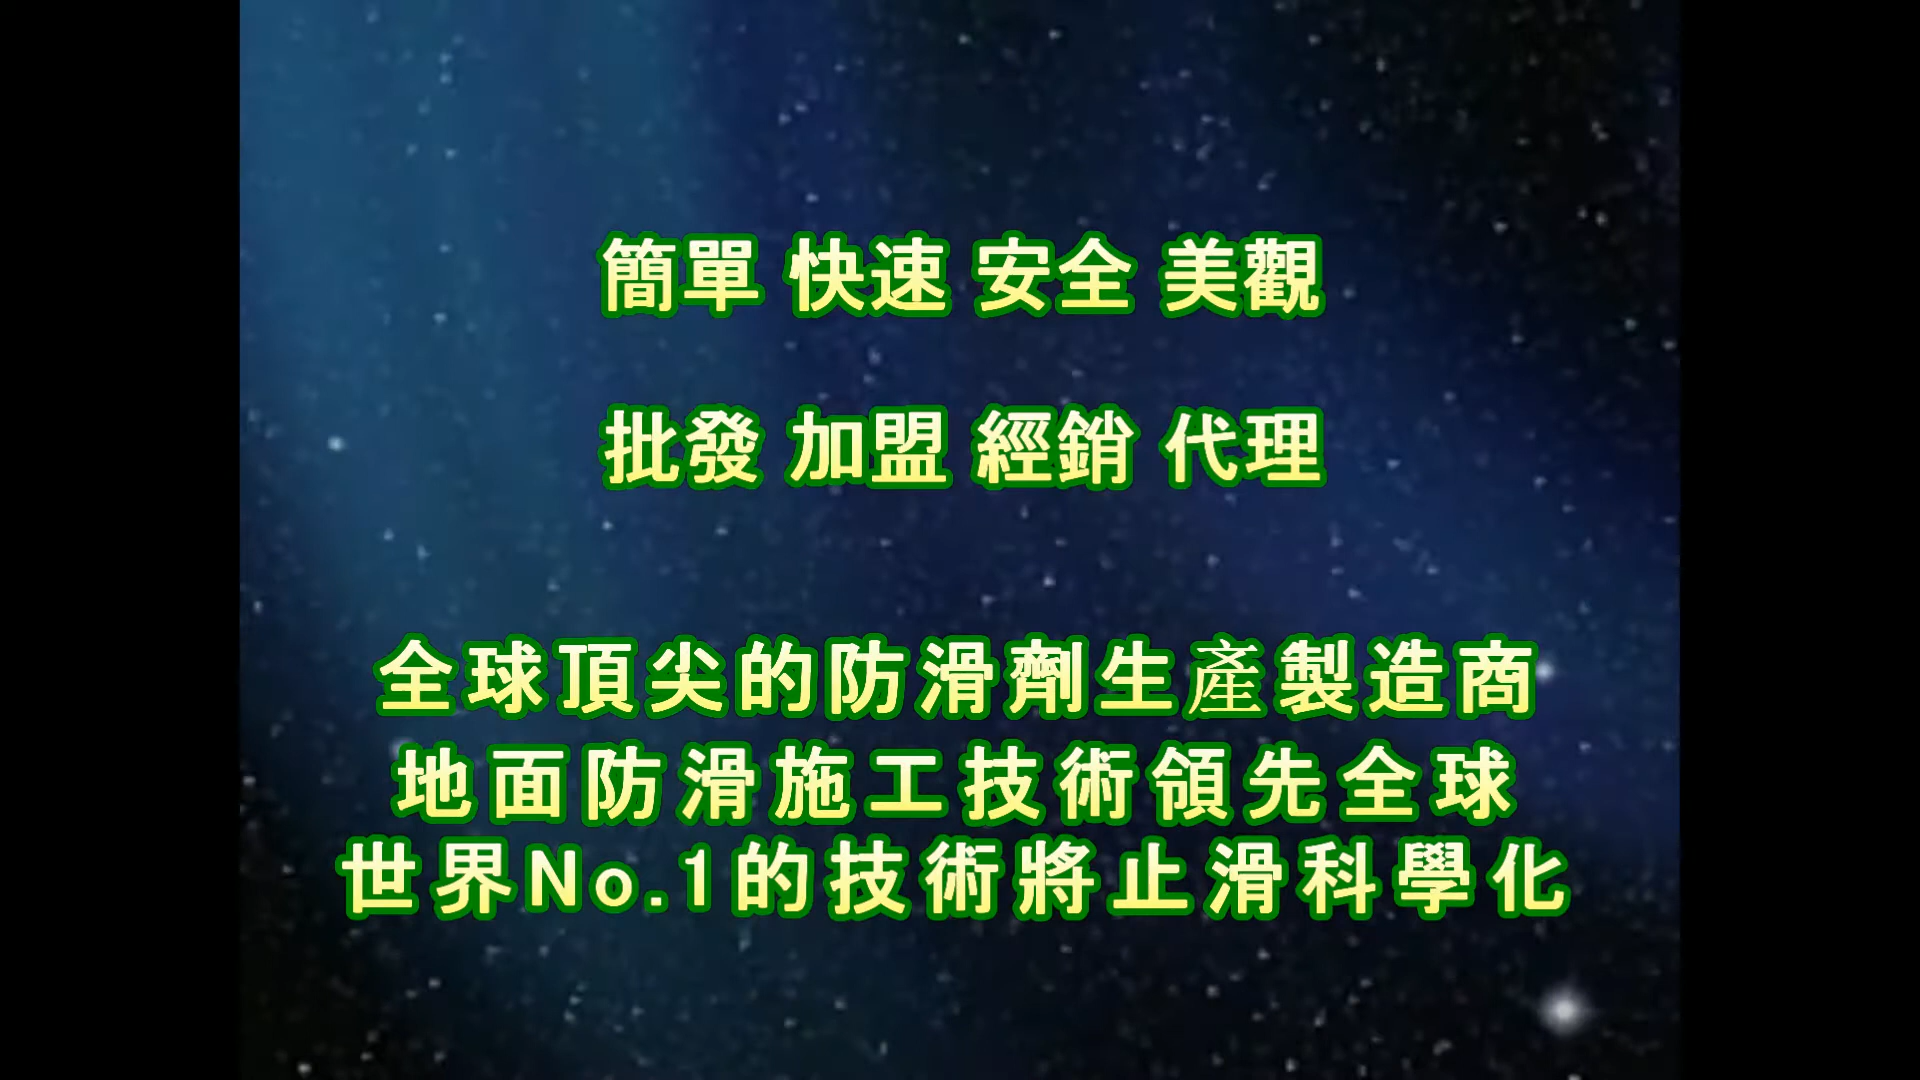 簡單 快速 安全 美觀
批發 加盟 經銷 代理
全球頂尖的防滑劑生產製造商
地面防滑施工技術領先全球
世界No.1的技術將止滑科學化